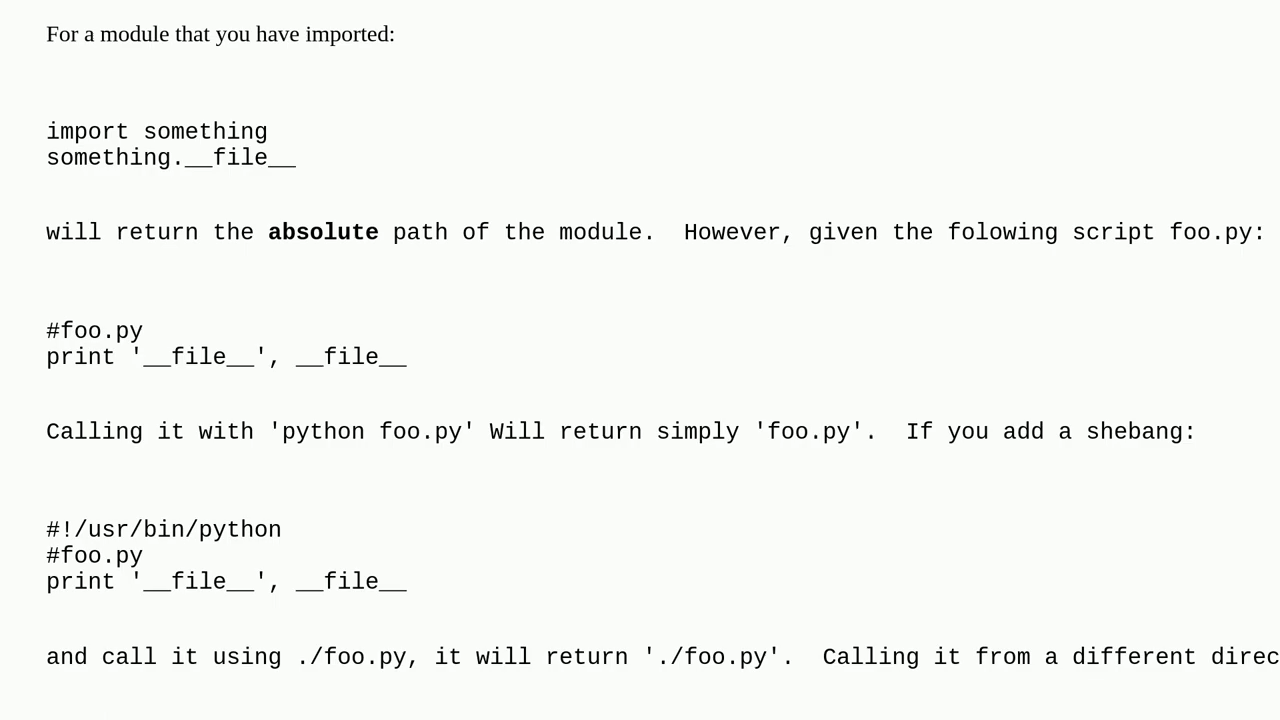 For a module that you have imported:
import something
something.__file__
will return the absolute path of the module.  However, given the folowing script foo.py:
#foo.py
print '__file__', __file__
Calling it with 'python foo.py' Will return simply 'foo.py'.  If you add a shebang:
#!/usr/bin/python
#foo.py
print '__file__', __file__
and call it using ./foo.py, it will return './foo.py'.  Calling it from a different